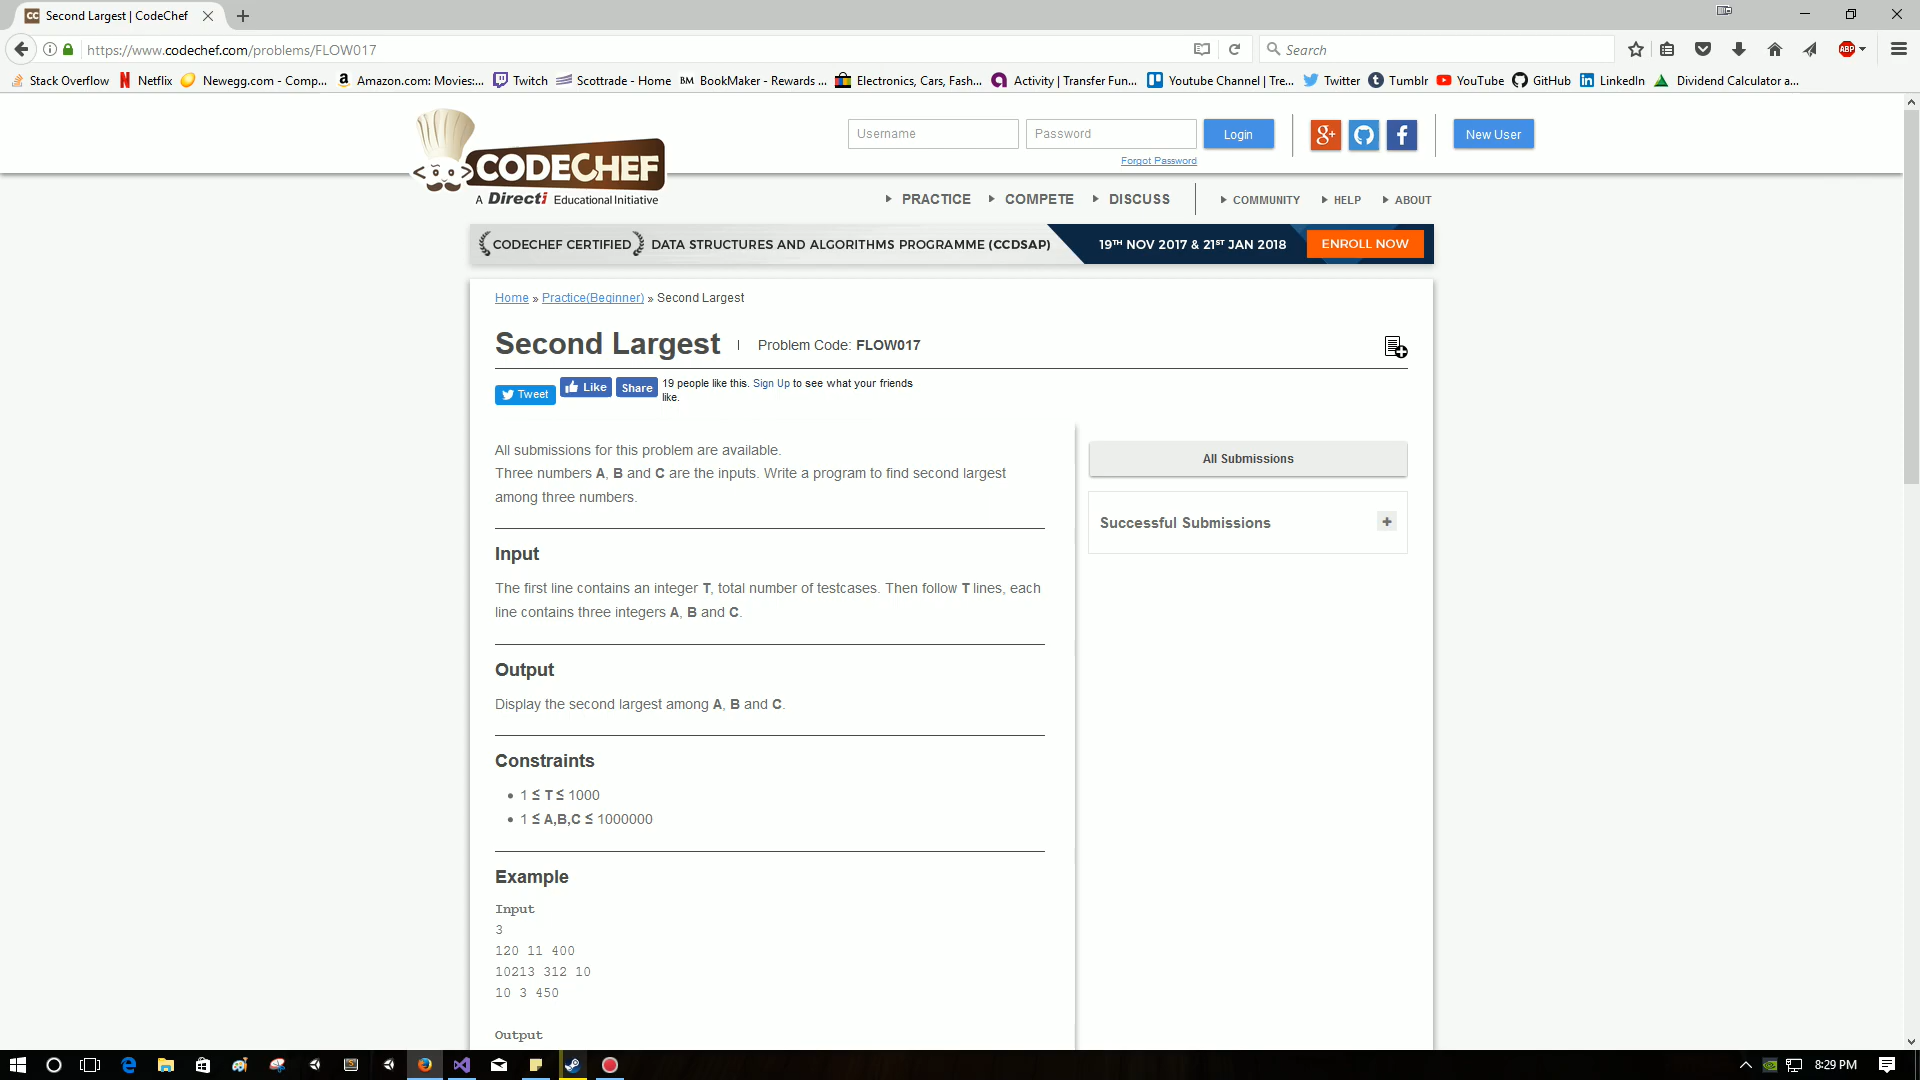 Second Largest | CodeChef
https://www.codechef.com/problems/FLOW017
Search
ABP
Stack Overflow
Netflix
Newegg.com - Comp...
Amazon.com: Movies:...
Twitch
Scottrade - Home
BM BookMaker - Rewards ...
Electronics, Cars, Fash...
Activity | Transfer Fun...
Youtube Channel | Tre...
Twitter
Tumblr
YouTube
GitHub
LinkedIn
Dividend Calculator a...
CODECHEF
A Directi Educational Initiative
Username
Password
Login
New User
Forgot Password
PRACTICE
COMPETE
DISCUSS
COMMUNITY
HELP
ABOUT
CODECHEF CERTIFIED DATA STRUCTURES AND ALGORITHMS PROGRAMME (CCDSAP) 19TH NOV 2017 & 21ST JAN 2018 ENROLL NOW
Home » Practice(Beginner) » Second Largest
Second Largest
Problem Code: FLOW017
Tweet
Like
Share
19 people like this. Sign Up to see what your friends
like.
All submissions for this problem are available.
Three numbers A, B and C are the inputs. Write a program to find second largest
among three numbers.
Input
The first line contains an integer T, total number of testcases. Then follow T lines, each
line contains three integers A, B and C.
Output
Display the second largest among A, B and C.
Constraints
1 ≤ T ≤ 1000
1 ≤ A,B,C ≤ 1000000
Example
Input
3
120 11 400
10213 312 10
10 3 450
Output
All Submissions
Successful Submissions
8:29 PM